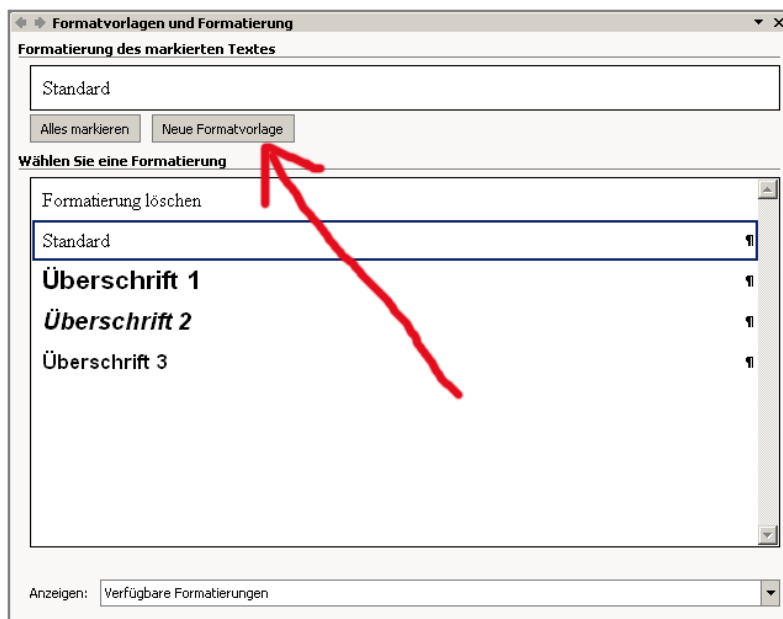 Formatvorlagen und Formatierung
Formatierung des markierten Textes
Standard
Alles markieren Neue Formatvorlage
Wählen Sie eine Formatierung
Formatierung löschen
Standard ¶
Überschrift 1 ¶
Überschrift 2 ¶
Überschrift 3 ¶
Anzeigen: Verfügbare Formatierungen